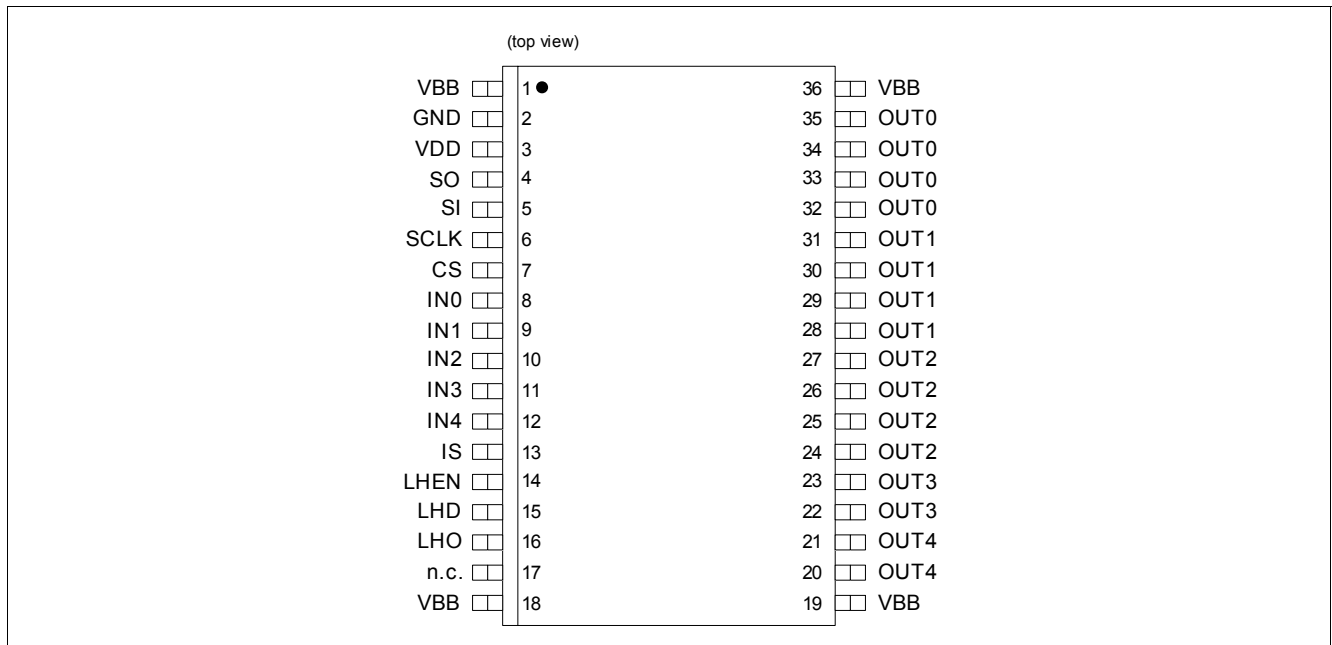 (top view)
VBB 1 36 VBB
GND 2 35 OUT0
VDD 3 34 OUT0
SO 4 33 OUT0
SI 5 32 OUT0
SCLK 6 31 OUT1
CS 7 30 OUT1
IN0 8 29 OUT1
IN1 9 28 OUT1
IN2 10 27 OUT2
IN3 11 26 OUT2
IN4 12 25 OUT2
IS 13 24 OUT2
LHEN 14 23 OUT3
LHD 15 22 OUT3
LHO 16 21 OUT4
n.c. 17 20 OUT4
VBB 18 19 VBB